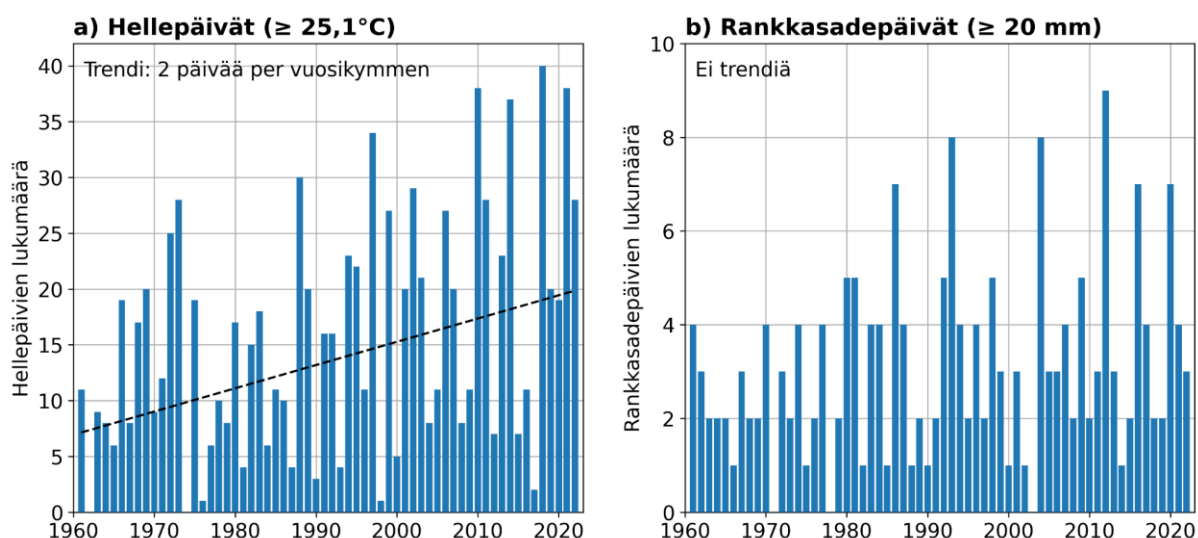 a) Hellepäivät (≥ 25,1°C)
Trendi: 2 päivää per vuosikymmen
Hellepäivien lukumäärä
40
35
30
25
20
15
10
5
0
1960 1970 1980 1990 2000 2010 2020
b) Rankkasadepäivät (≥ 20 mm)
Ei trendiä
Rankkasadepäivien lukumäärä
10
8
6
4
2
0
1960 1970 1980 1990 2000 2010 2020